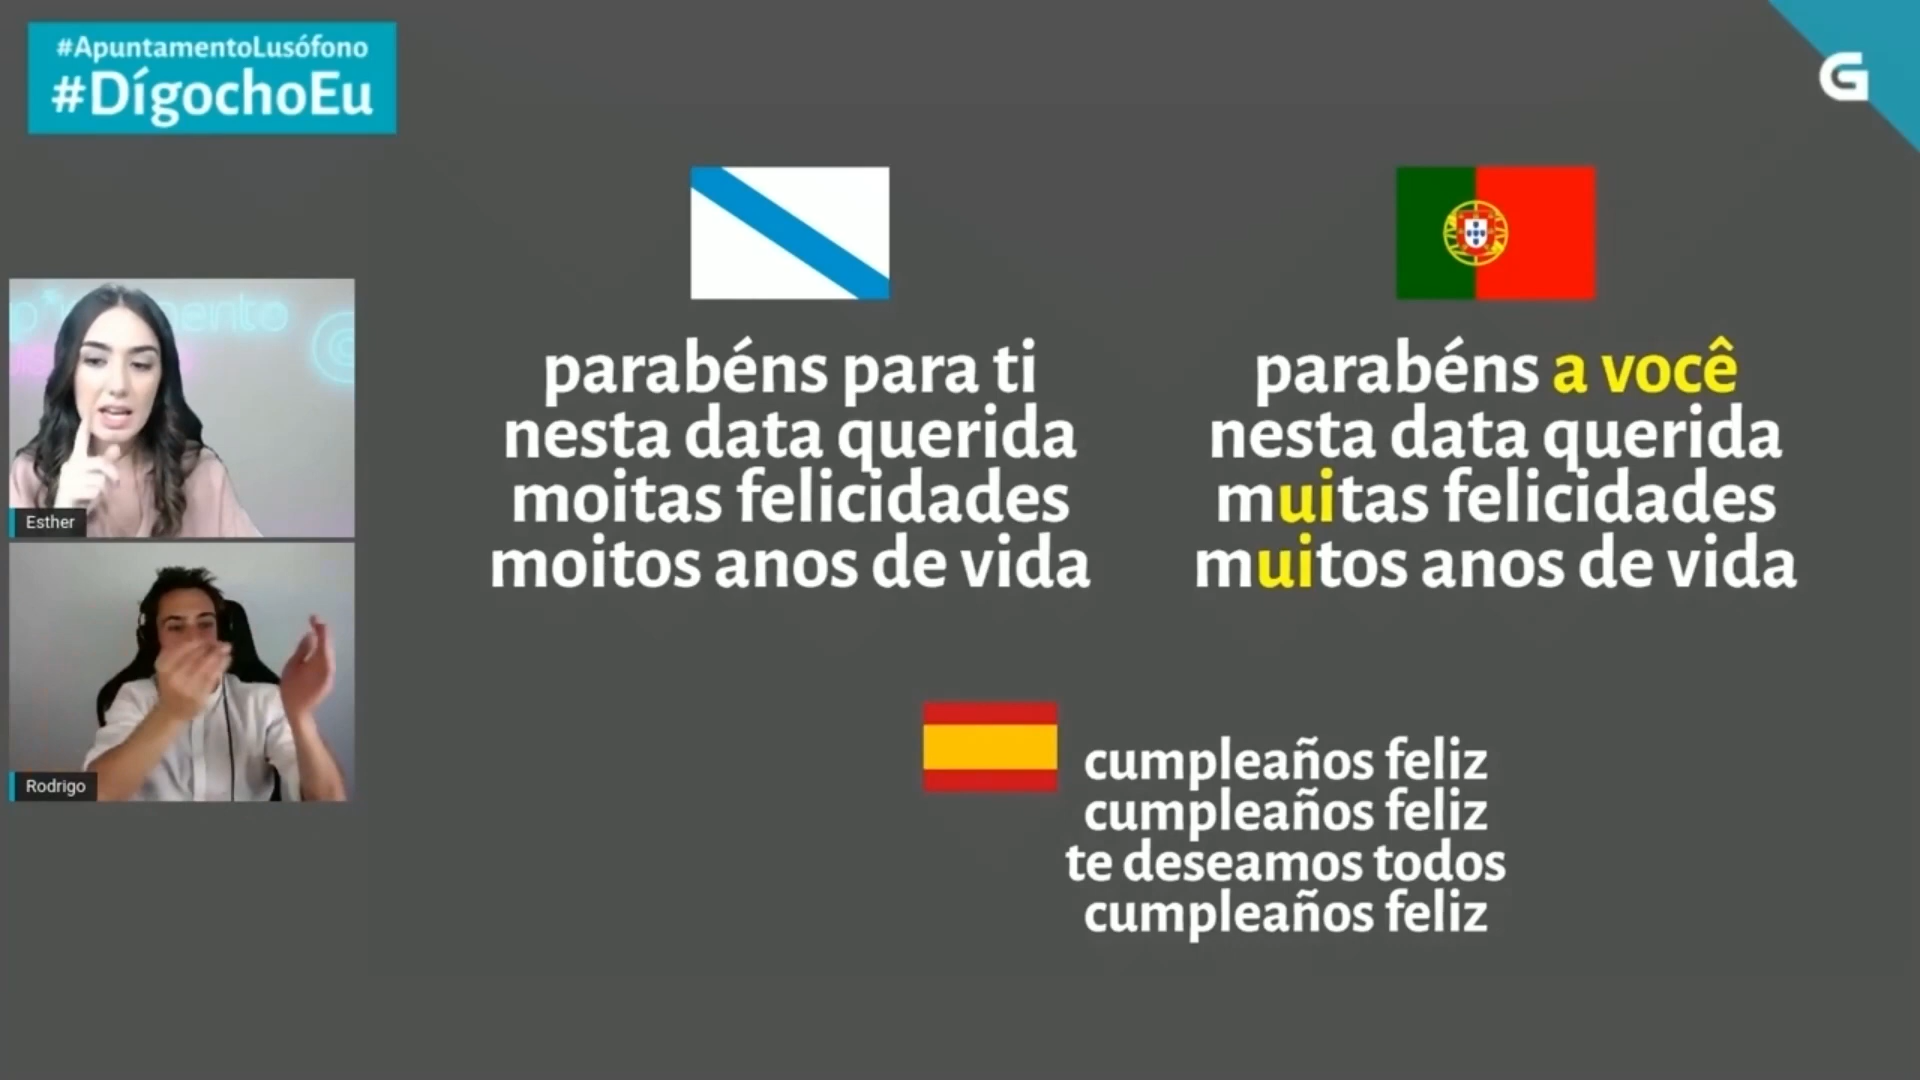 #ApuntamentoLusófono
#DígochoEu
G
parabéns para ti
nesta data querida
moitas felicidades
moitos anos de vida
parabéns a você
nesta data querida
muitas felicidades
muitos anos de vida
cumpleaños feliz
cumpleaños feliz
te deseamos todos
cumpleaños feliz
Esther
Rodrigo